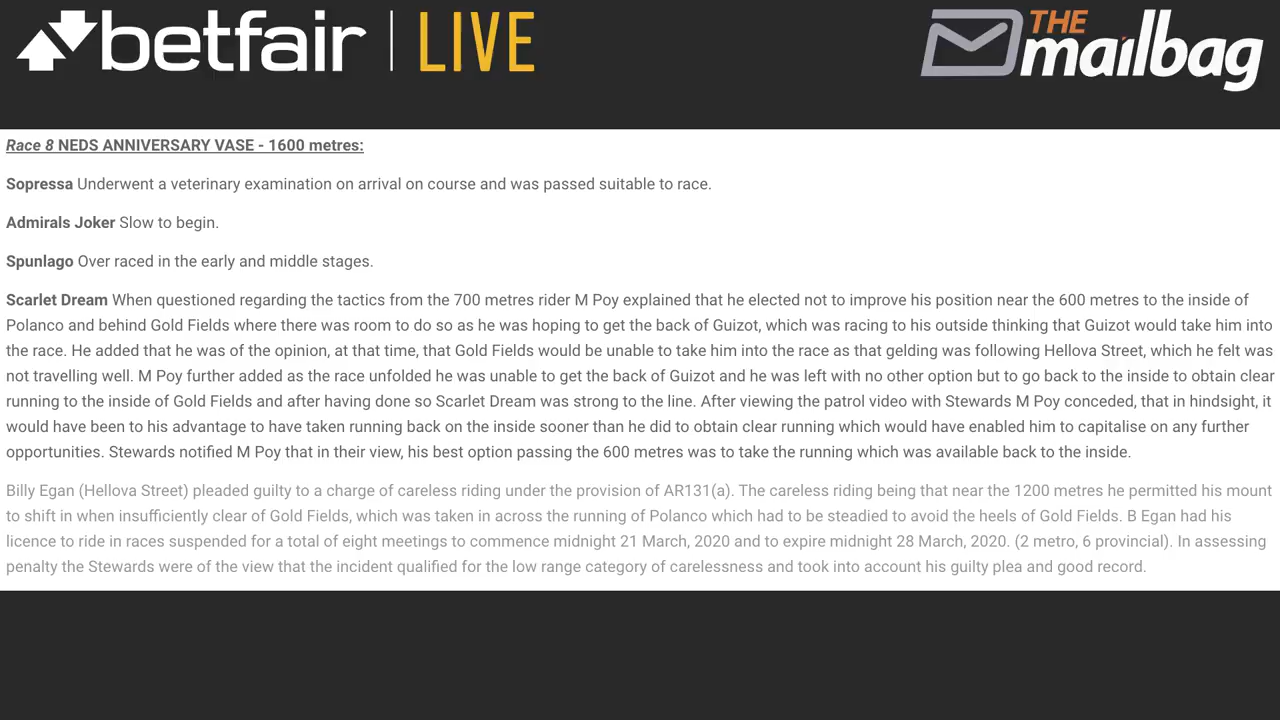 betfair | LIVE
THE
mailbag
Race 8 NEDS ANNIVERSARY VASE - 1600 metres:
Sopressa Underwent a veterinary examination on arrival on course and was passed suitable to race.
Admirals Joker Slow to begin.
Spunlago Over raced in the early and middle stages.
Scarlet Dream When questioned regarding the tactics from the 700 metres rider M Poy explained that he elected not to improve his position near the 600 metres to the inside of
Polanco and behind Gold Fields where there was room to do so as he was hoping to get the back of Guizot, which was racing to his outside thinking that Guizot would take him into
the race. He added that he was of the opinion, at that time, that Gold Fields would be unable to take him into the race as that gelding was following Hellova Street, which he felt was
not travelling well. M Poy further added as the race unfolded he was unable to get the back of Guizot and he was left with no other option but to go back to the inside to obtain clear
running to the inside of Gold Fields and after having done so Scarlet Dream was strong to the line. After viewing the patrol video with Stewards M Poy conceded, that in hindsight, it
would have been to his advantage to have taken running back on the inside sooner than he did to obtain clear running which would have enabled him to capitalise on any further
opportunities. Stewards notified M Poy that in their view, his best option passing the 600 metres was to take the running which was available back to the inside.
Billy Egan (Hellova Street) pleaded guilty to a charge of careless riding under the provision of AR131(a). The careless riding being that near the 1200 metres he permitted his mount
to shift in when insufficiently clear of Gold Fields, which was taken in across the running of Polanco which had to be steadied to avoid the heels of Gold Fields. B Egan had his
licence to ride in races suspended for a total of eight meetings to commence midnight 21 March, 2020 and to expire midnight 28 March, 2020. (2 metro, 6 provincial). In assessing
penalty the Stewards were of the view that the incident qualified for the low range category of carelessness and took into account his guilty plea and good record.